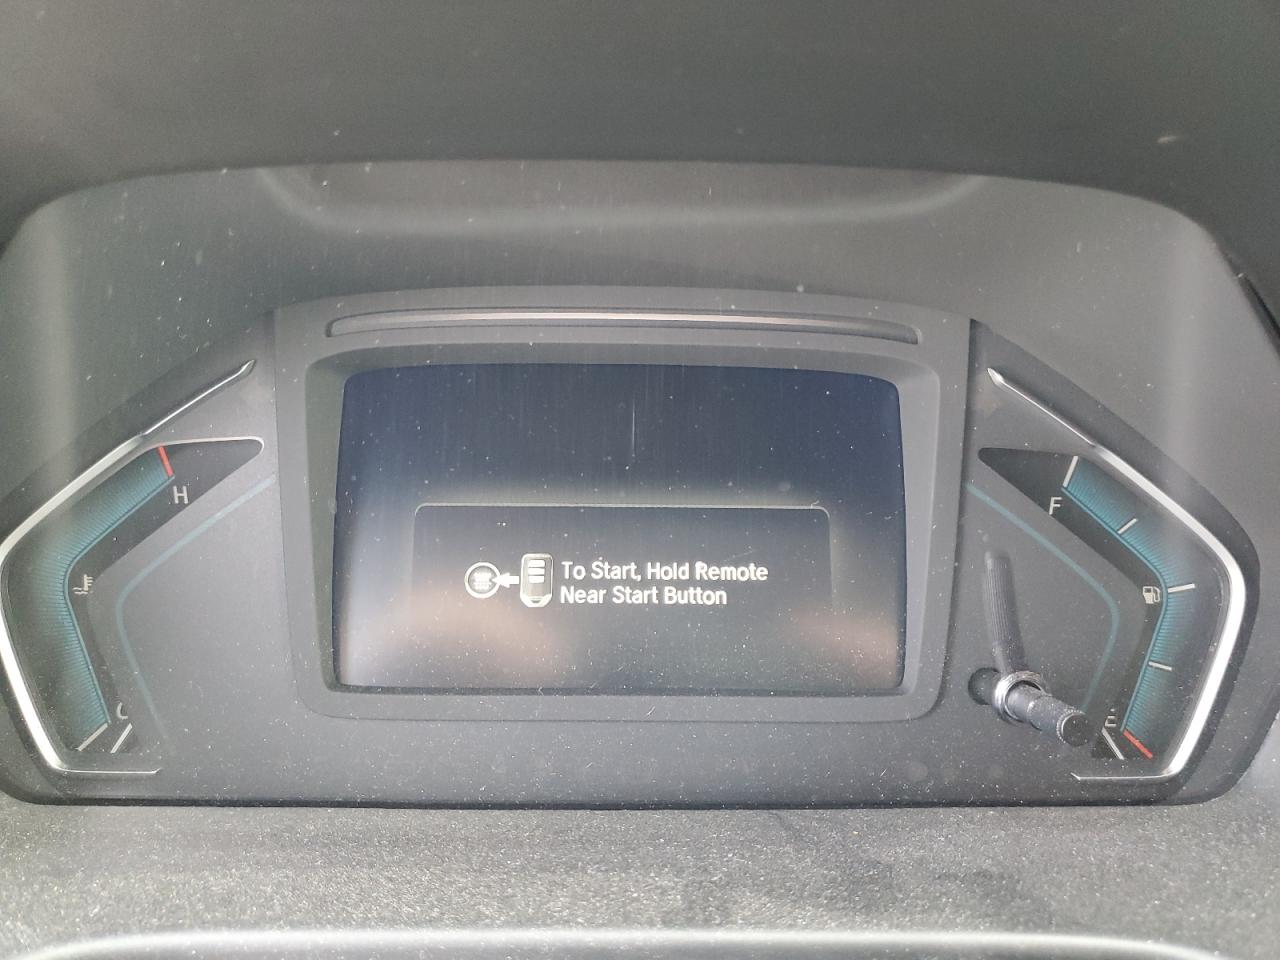 H
C
To Start, Hold Remote
Near Start Button
F
E